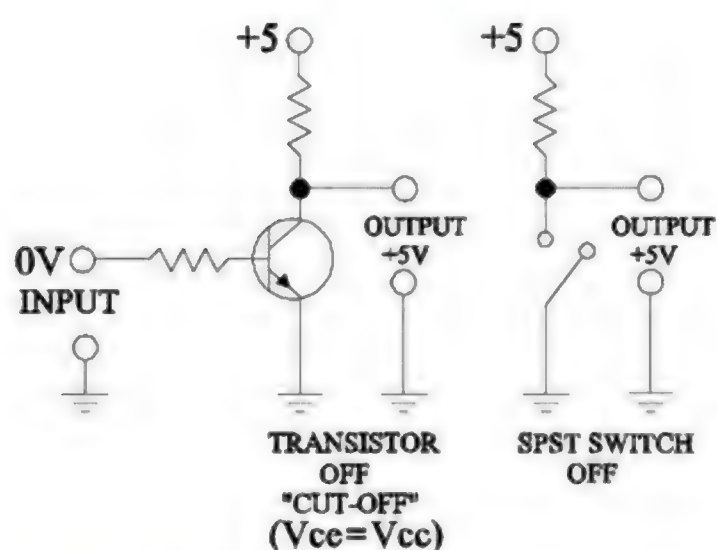 +5
+5
OUTPUT
+5V
OUTPUT
+5V
0V
INPUT
TRANSISTOR
OFF
"CUT-OFF"
(Vce=Vcc)
SPST SWITCH
OFF